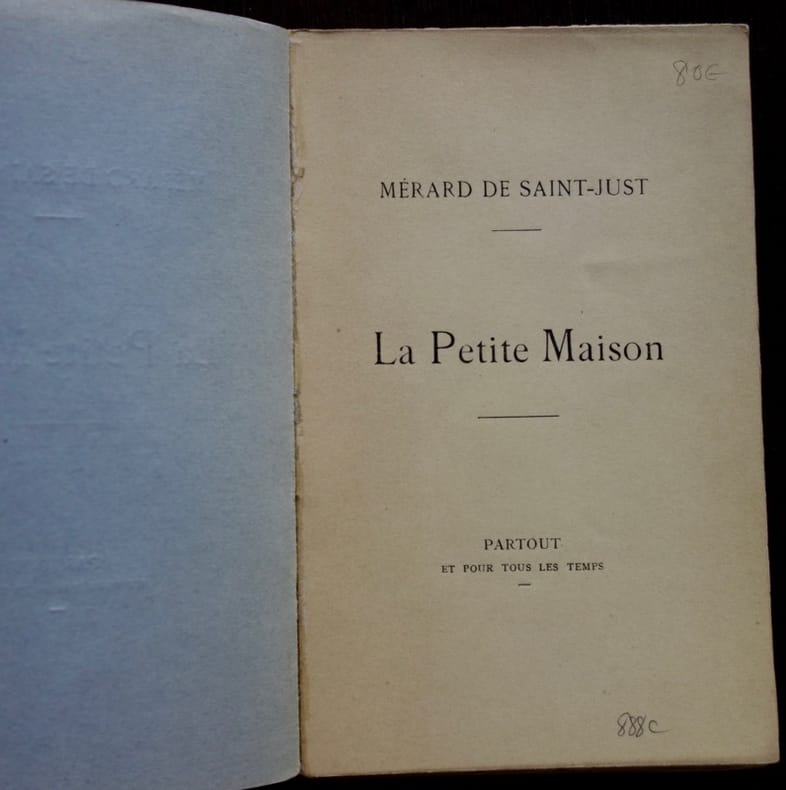 80€
MÉRARD DE SAINT-JUST
La Petite Maison
PARTOUT
ET POUR TOUS LES TEMPS
888c